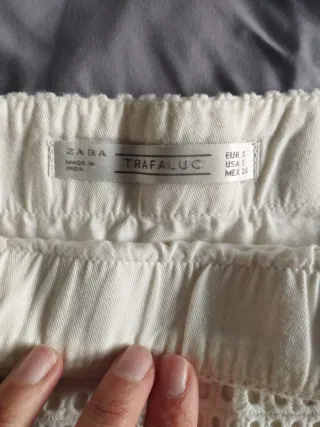 ZARA
MADE IN
INDIA
TRAFALUC
EUR S
USA S
MEX 26